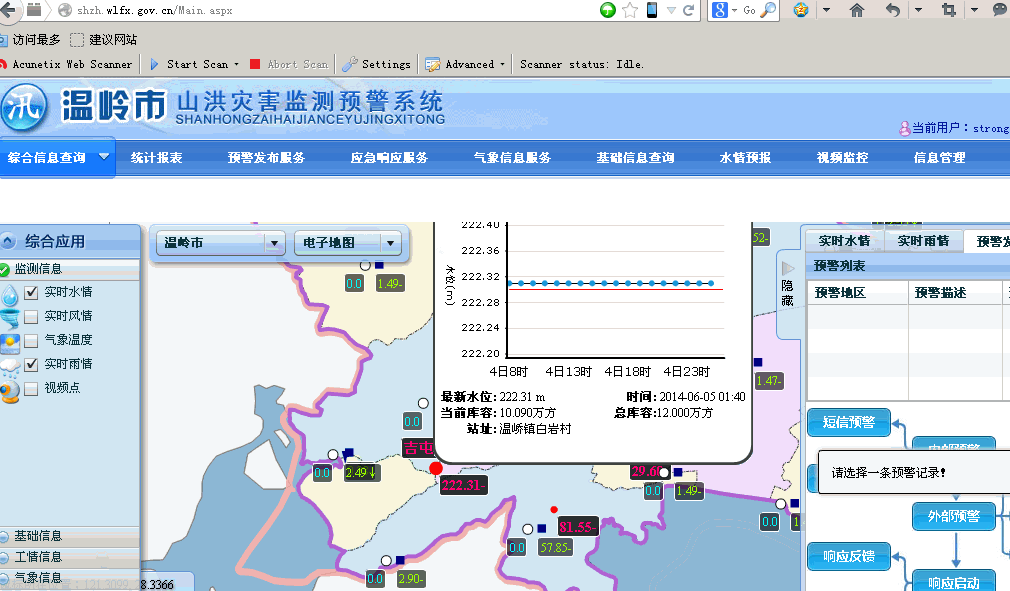 shzh.wlfx.gov.cn/Main.aspx
Go
访问最多 建议网站
Acunetix Web Scanner Start Scan Abort Scan Settings Advanced Scanner status: Idle.
汛 温岭市 山洪灾害监测预警系统
SHANHONGZAIHAIJIANCEYUJINGXITONG
当前用户：strong
综合信息查询 统计报表 预警发布服务 应急响应服务 气象信息服务 基础信息查询 水情预报 视频监控 信息管理
综合应用
监测信息
实时水情
实时风情
气象温度
实时雨情
视频点
基础信息
工情信息
气象信息
8.3366
温岭市 电子地图
0.0 1.49-
0.0
吉屯
0.0 2.49↓
222.31-
29.6
0.0 1.49-
81.55-
0.0 57.85-
0.0 2.90-
52-
1.47-
0.0 1
水位(m)
222.40
222.36
222.32
222.28
222.24
222.20
4日8时 4日13时 4日18时 4日23时
最新水位: 222.31 m 时间: 2014-06-05 01:40
当前库容: 10.090万方 总库容:12.000万方
站址: 温峤镇白岩村
隐藏
实时水情 实时雨情 预警发
预警列表
预警地区 预警描述
短信预警
内部预警
请选择一条预警记录!
外部预警
响应反馈
响应启动